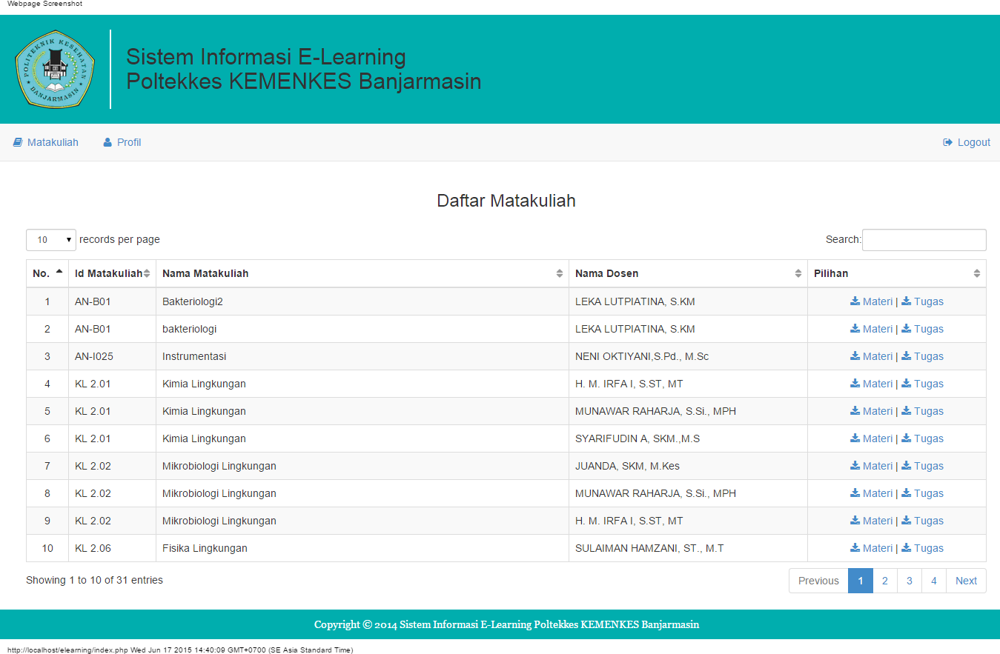 Webpage Screenshot
POLITEKNIK KESEHATAN
BANJARMASIN
Sistem Informasi E-Learning
Poltekkes KEMENKES Banjarmasin
Matakuliah Profil Logout
Daftar Matakuliah
10 records per page Search:
No. Id Matakuliah Nama Matakuliah Nama Dosen Pilihan
1 AN-B01 Bakteriologi2 LEKA LUTPIATINA, S.KM Materi | Tugas
2 AN-B01 bakteriologi LEKA LUTPIATINA, S.KM Materi | Tugas
3 AN-I025 Instrumentasi NENI OKTIYANI,S.Pd., M.Sc Materi | Tugas
4 KL 2.01 Kimia Lingkungan H. M. IRFA I, S.ST, MT Materi | Tugas
5 KL 2.01 Kimia Lingkungan MUNAWAR RAHARJA, S.Si., MPH Materi | Tugas
6 KL 2.01 Kimia Lingkungan SYARIFUDIN A, SKM.,M.S Materi | Tugas
7 KL 2.02 Mikrobiologi Lingkungan JUANDA, SKM, M.Kes Materi | Tugas
8 KL 2.02 Mikrobiologi Lingkungan MUNAWAR RAHARJA, S.Si., MPH Materi | Tugas
9 KL 2.02 Mikrobiologi Lingkungan H. M. IRFA I, S.ST, MT Materi | Tugas
10 KL 2.06 Fisika Lingkungan SULAIMAN HAMZANI, ST., M.T Materi | Tugas
Showing 1 to 10 of 31 entries Previous 1 2 3 4 Next
Copyright © 2014 Sistem Informasi E-Learning Poltekkes KEMENKES Banjarmasin
http://localhost/elearning/index.php Wed Jun 17 2015 14:40:09 GMT+0700 (SE Asia Standard Time)